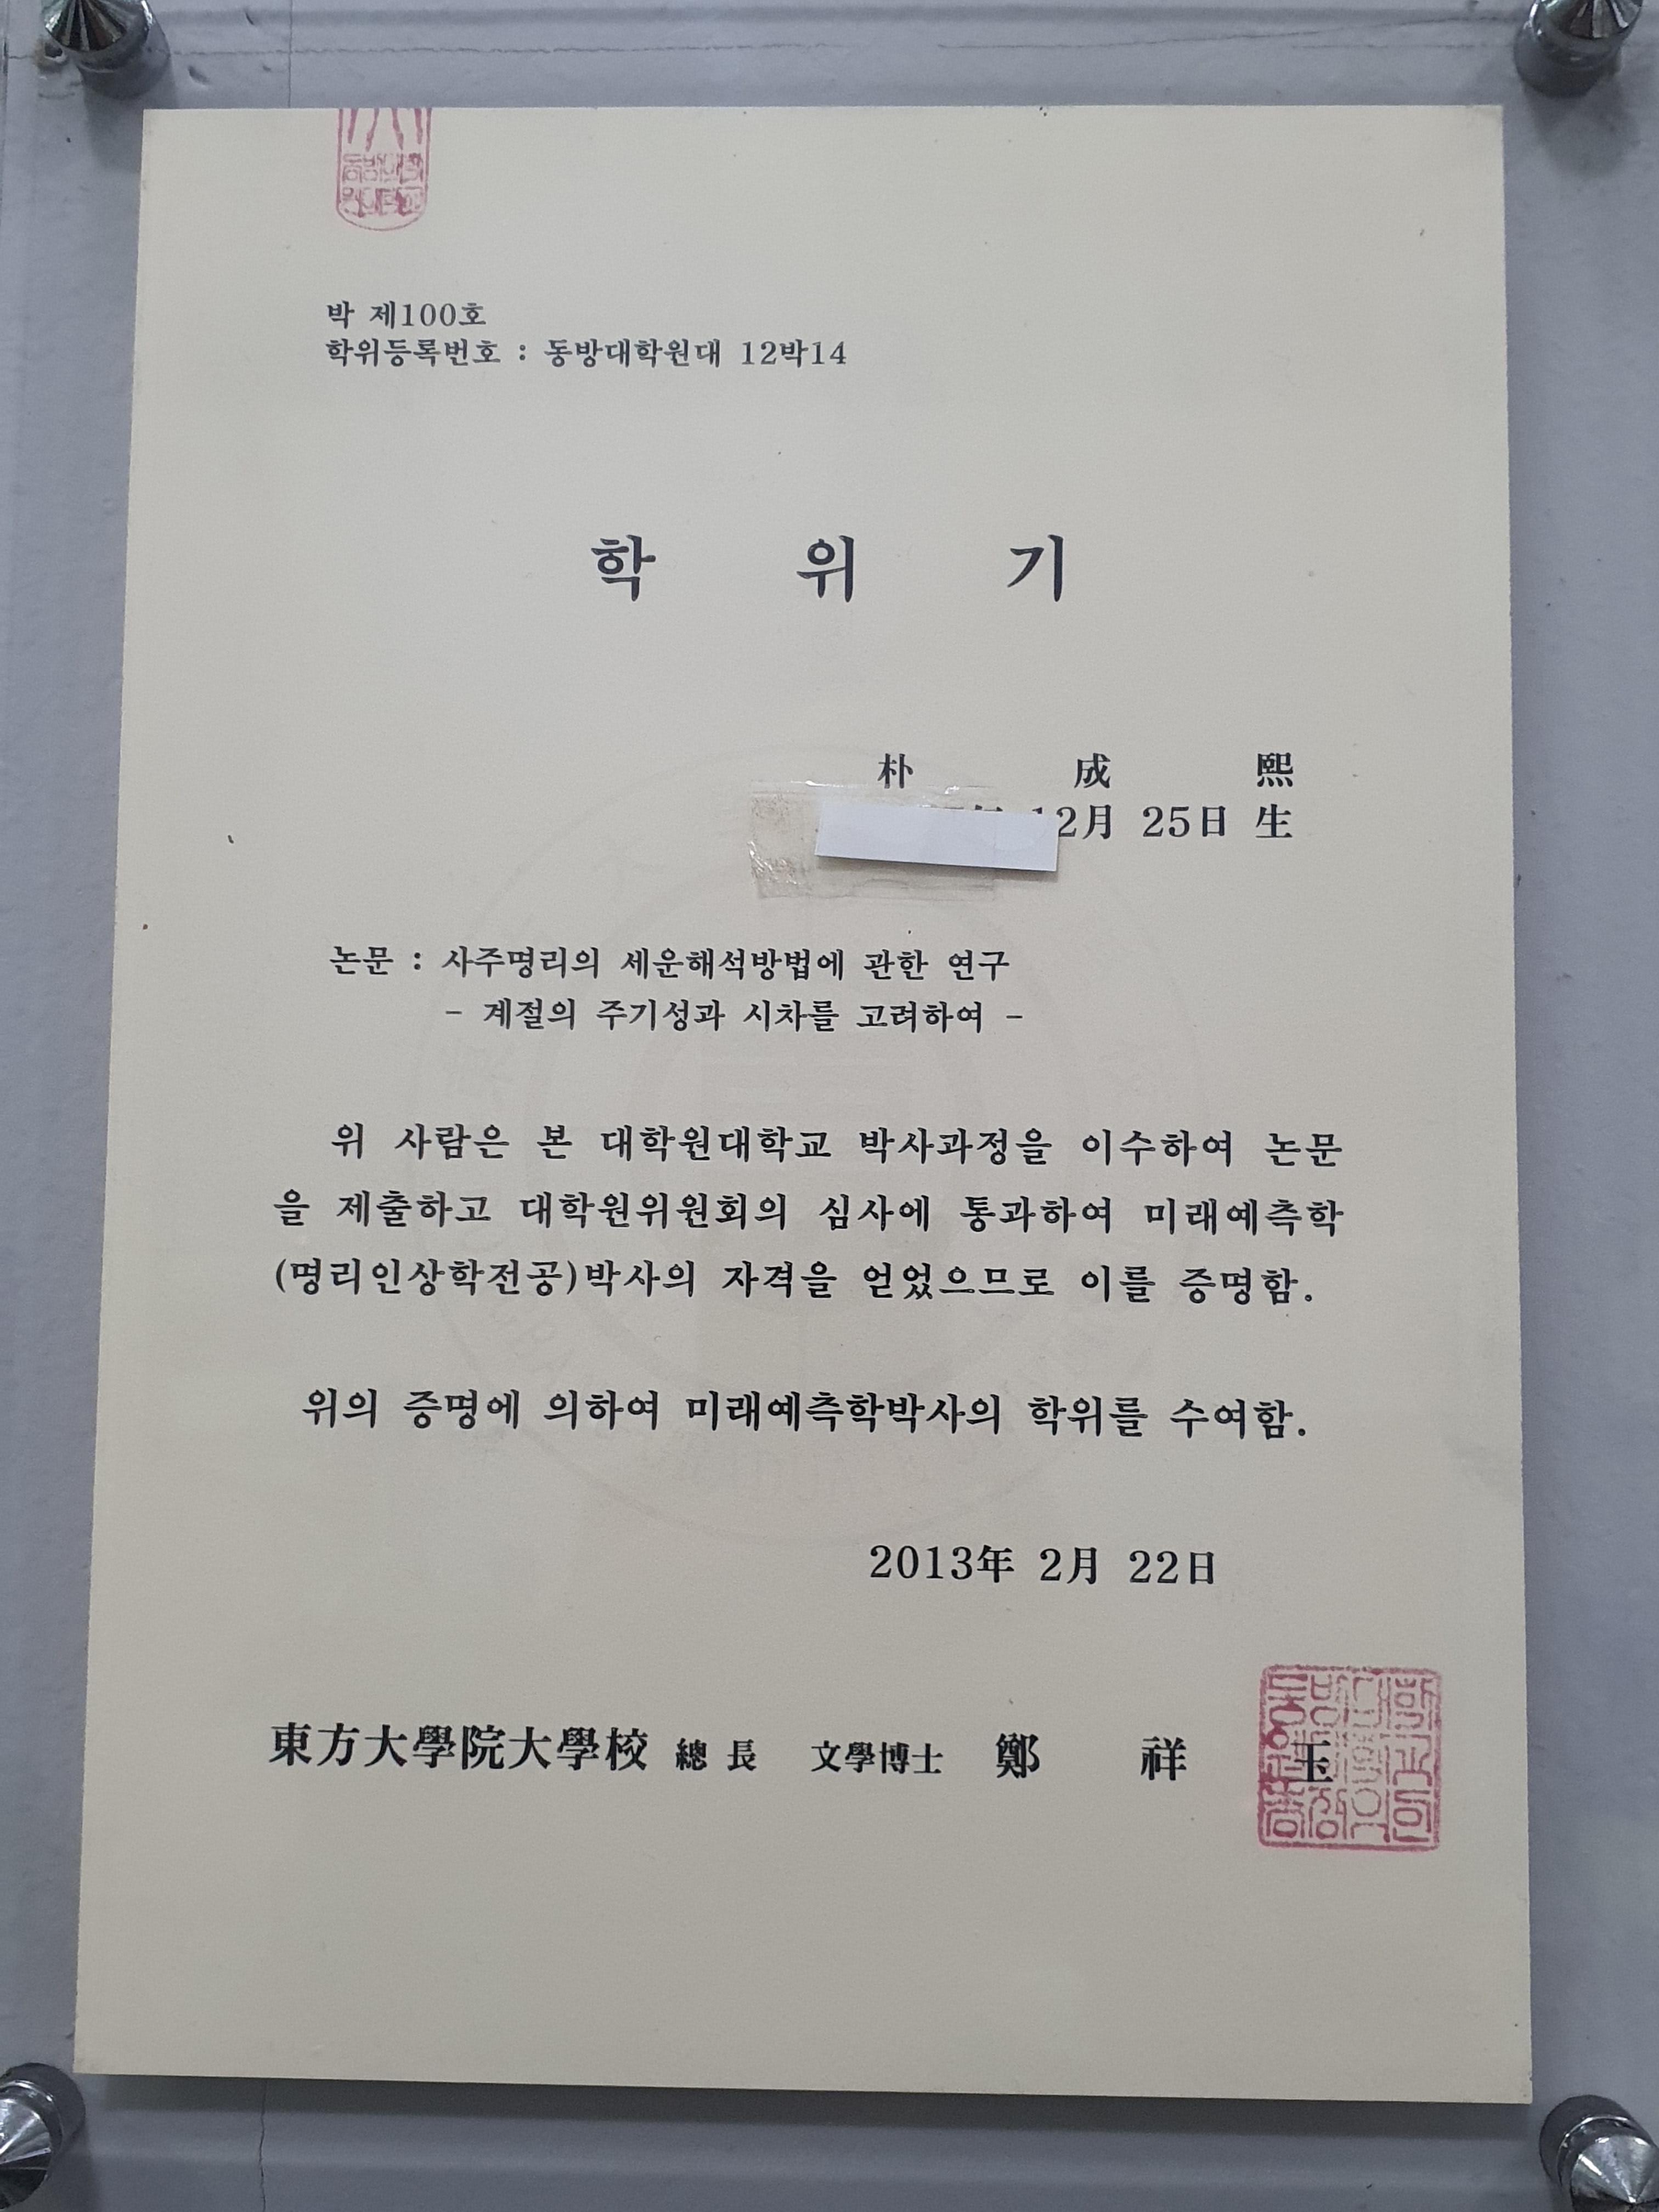 박 제100호
학위등록번호 : 동방대학원대 12박14
학 위 기
朴 成 熙
12月 25日 生
논문 : 사주명리의 세운해석방법에 관한 연구
- 계절의 주기성과 시차를 고려하여 -
위 사람은 본 대학원대학교 박사과정을 이수하여 논문
을 제출하고 대학원위원회의 심사에 통과하여 미래예측학
(명리인상학전공)박사의 자격을 얻었으므로 이를 증명함.
위의 증명에 의하여 미래예측학박사의 학위를 수여함.
2013年 2月 22日
東方大學院大學校 總 長 文學博士 鄭 祥 玉